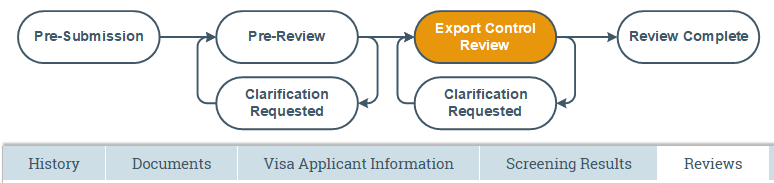 Pre-Submission
Pre-Review
Export Control
Review
Review Complete
Clarification
Requested
Clarification
Requested
History
Documents
Visa Applicant Information
Screening Results
Reviews